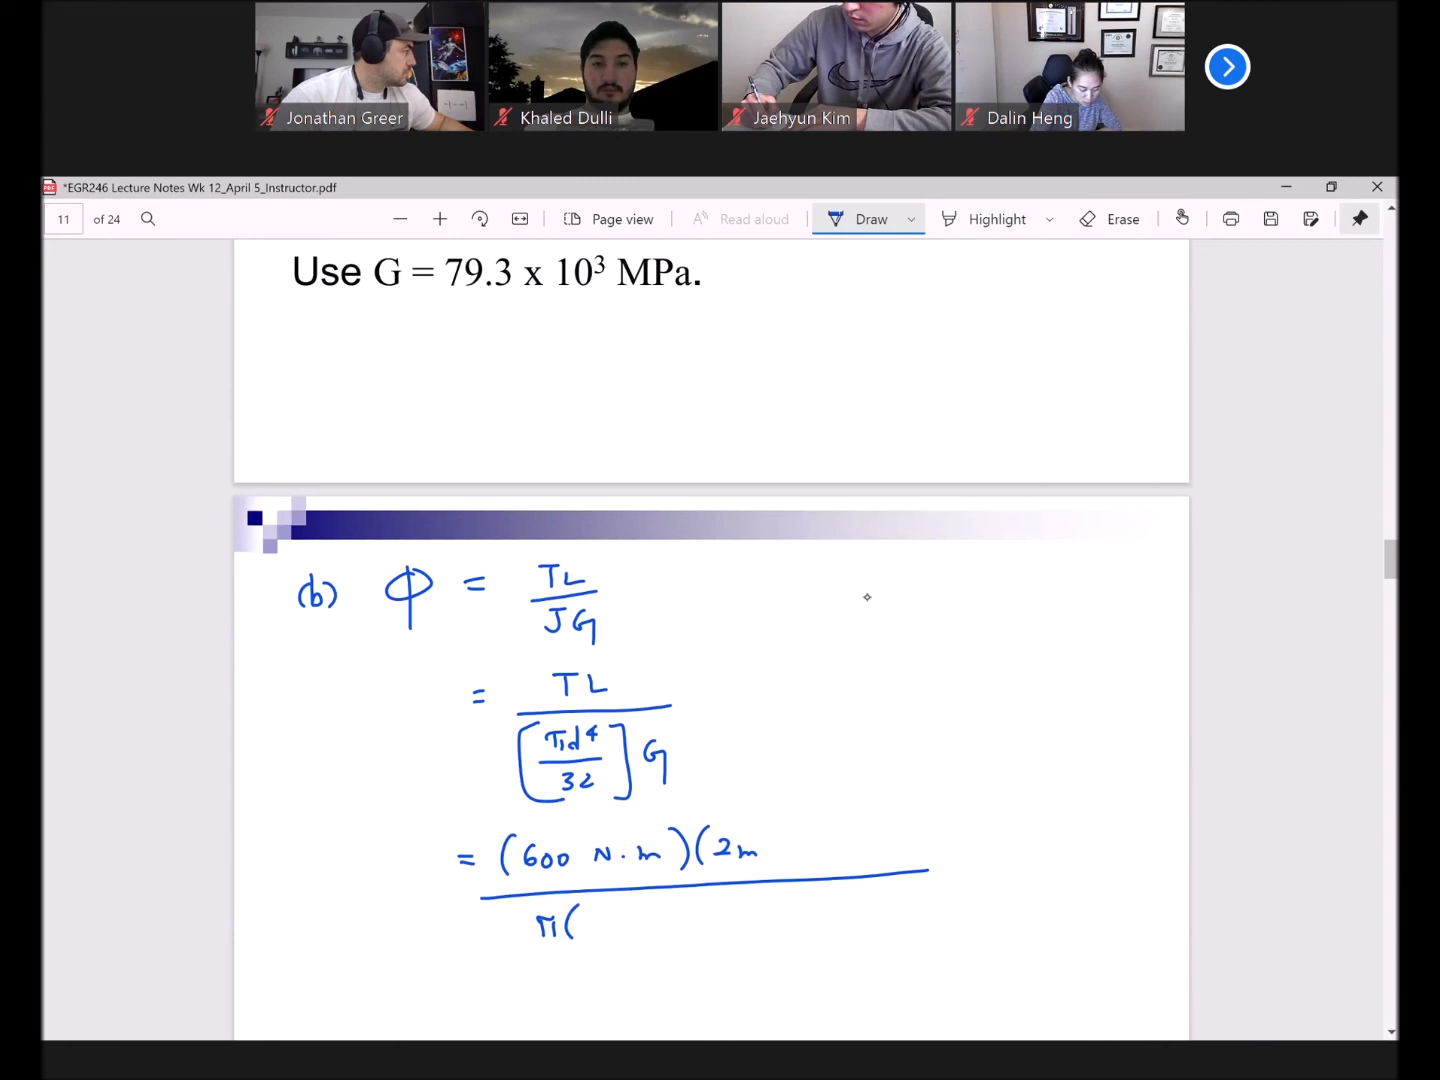 Jonathan Greer
Khaled Dulli
Jaehyun Kim
Dalin Heng
*EGR246 Lecture Notes Wk 12_April 5_Instructor.pdf
11 of 24
Page view
Read aloud
Draw
Highlight
Erase
Use G = 79.3 x 10³ MPa.
(b) Φ = TL
JG
= TL
[πd⁴
32] G
= (600 N.m)(2m
π(